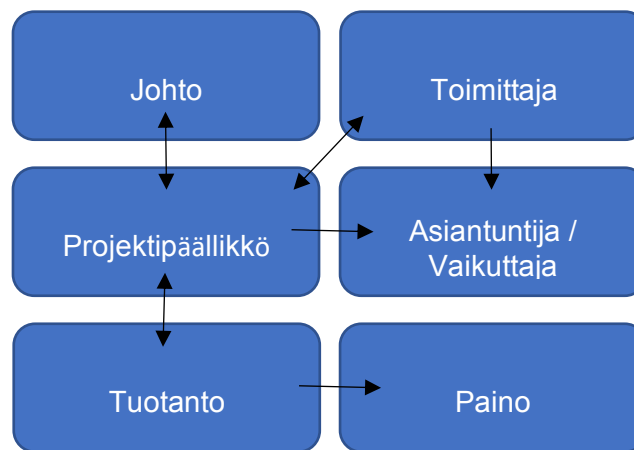 Johto
Toimittaja
Projektipäällikkö
Asiantuntija /
Vaikuttaja
Tuotanto
Paino